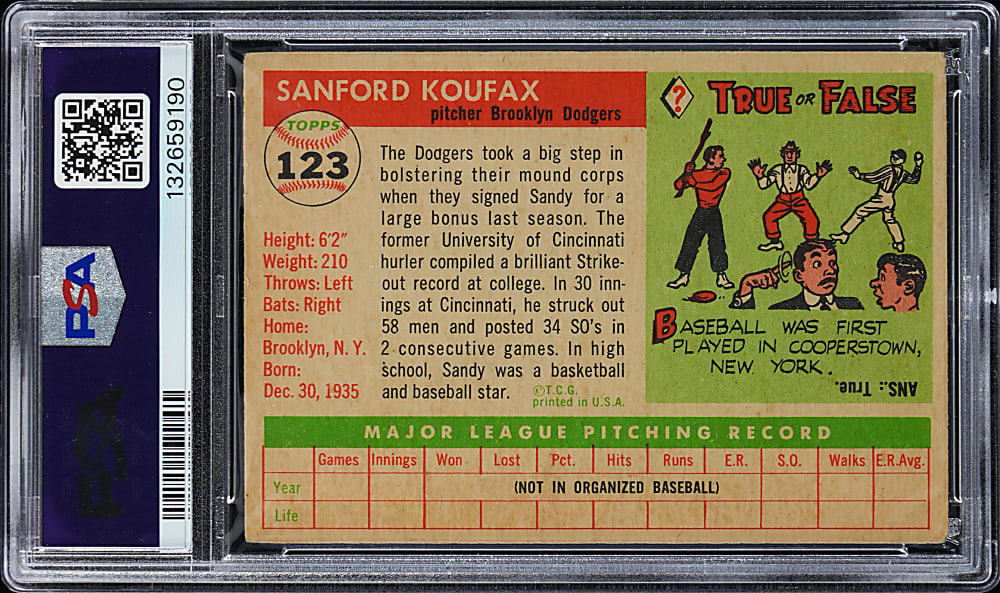 132659190
PSA
PSA
SANFORD KOUFAX
pitcher Brooklyn Dodgers
TOPPS
123
Height: 6'2"
Weight: 210
Throws: Left
Bats: Right
Home:
Brooklyn, N. Y.
Born:
Dec. 30, 1935
The Dodgers took a big step in
bolstering their mound corps
when they signed Sandy for a
large bonus last season. The
former University of Cincinnati
hurler compiled a brilliant Strike-
out record at college. In 30 inn-
ings at Cincinnati, he struck out
58 men and posted 34 SO's in
2 consecutive games. In high
school, Sandy was a basketball
and baseball star.
©T.C.G.
printed in U.S.A.
?
TRUE OR FALSE
BASEBALL WAS FIRST
PLAYED IN COOPERSTOWN,
NEW YORK.
ANS.: True.
MAJOR LEAGUE PITCHING RECORD
Games Innings Won Lost Pct. Hits Runs E.R. S.O. Walks E.R.Avg.
Year (NOT IN ORGANIZED BASEBALL)
Life